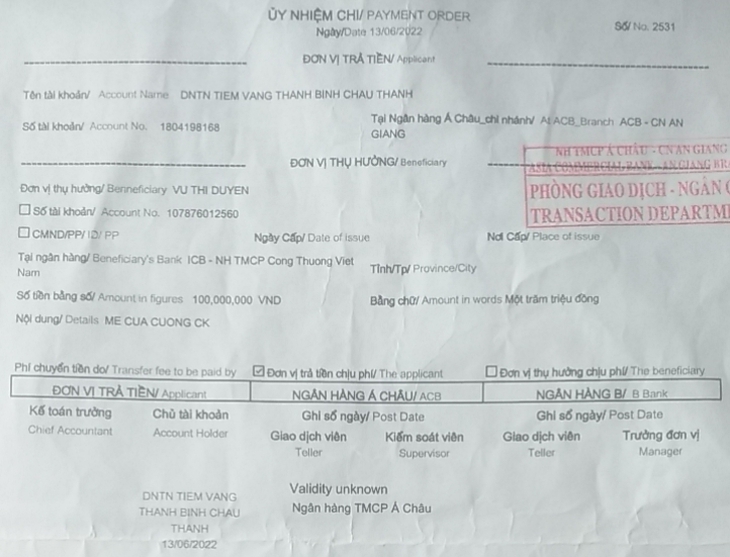 ỦY NHIỆM CHI/ PAYMENT ORDER
Số/ No. 2531
Ngày/Date 13/06/2022
ĐƠN VỊ TRẢ TIỀN/ Applicant
Tên tài khoản/ Account Name DNTN TIEM VANG THANH BINH CHAU THANH
Số tài khoản/ Account No. 1804198168
Tại Ngân hàng Á Châu_chi nhánh/ At ACB_Branch ACB - CN AN GIANG
ĐƠN VỊ THỤ HƯỞNG/ Beneficiary
NH TMCP Á CHÂU - CN AN GIANG
ASIA COMMERCIAL BANK - AN GIANG
PHÒNG GIAO DỊCH - NGÂN
TRANSACTION
Đơn vị thụ hưởng/ Benneficiary VU THI DUYEN
Số tài khoản/ Account No. 107876012560
CMND/PP/ ID/ PP
Ngày Cấp/ Date of issue
Nơi Cấp/ Place of issue
Tại ngân hàng/ Beneficiary's Bank ICB - NH TMCP Cong Thuong Viet
Nam
Tỉnh/Tp/ Province/City
Số tiền bằng số/ Amount in figures 100,000,000 VND
Bằng chữ/ Amount in words Một trăm triệu đồng
Nội dung/ Details ME CUA CUONG CK
Phí chuyển tiền do/ Transfer fee to be paid by
Đơn vị trả tiền chịu phí/ The applicant
Đơn vị thụ hưởng chịu phí/ The beneficiary
ĐƠN VỊ TRẢ TIỀN/ Applicant
NGÂN HÀNG Á CHÂU/ ACB
NGÂN HÀNG B/ B Bank
Kế toán trưởng
Chief Accountant
Chủ tài khoản
Account Holder
Ghi sổ ngày/ Post Date
Giao dịch viên
Teller
Kiểm soát viên
Supervisor
Ghi sổ ngày/ Post Date
Giao dịch viên
Teller
Trưởng đơn vị
Manager
DNTN TIEM VANG
THANH BINH CHAU
THANH
13/06/2022
Validity unknown
Ngân hàng TMCP Á Châu